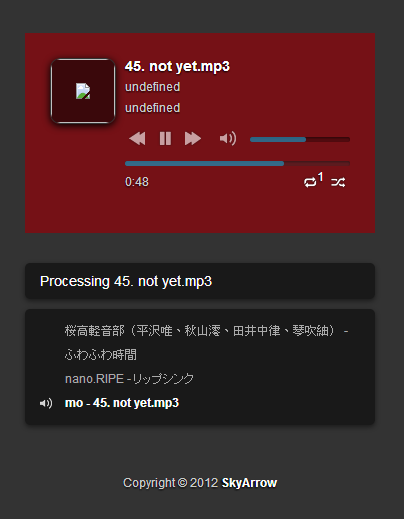 45. not yet.mp3
undefined
undefined
0:48
1
Processing 45. not yet.mp3
桜高軽音部（平沢唯、秋山澪、田井中律、琴吹紬） -
ふわふわ時間
nano.RIPE - リップシンク
mo - 45. not yet.mp3
Copyright © 2012 SkyArrow